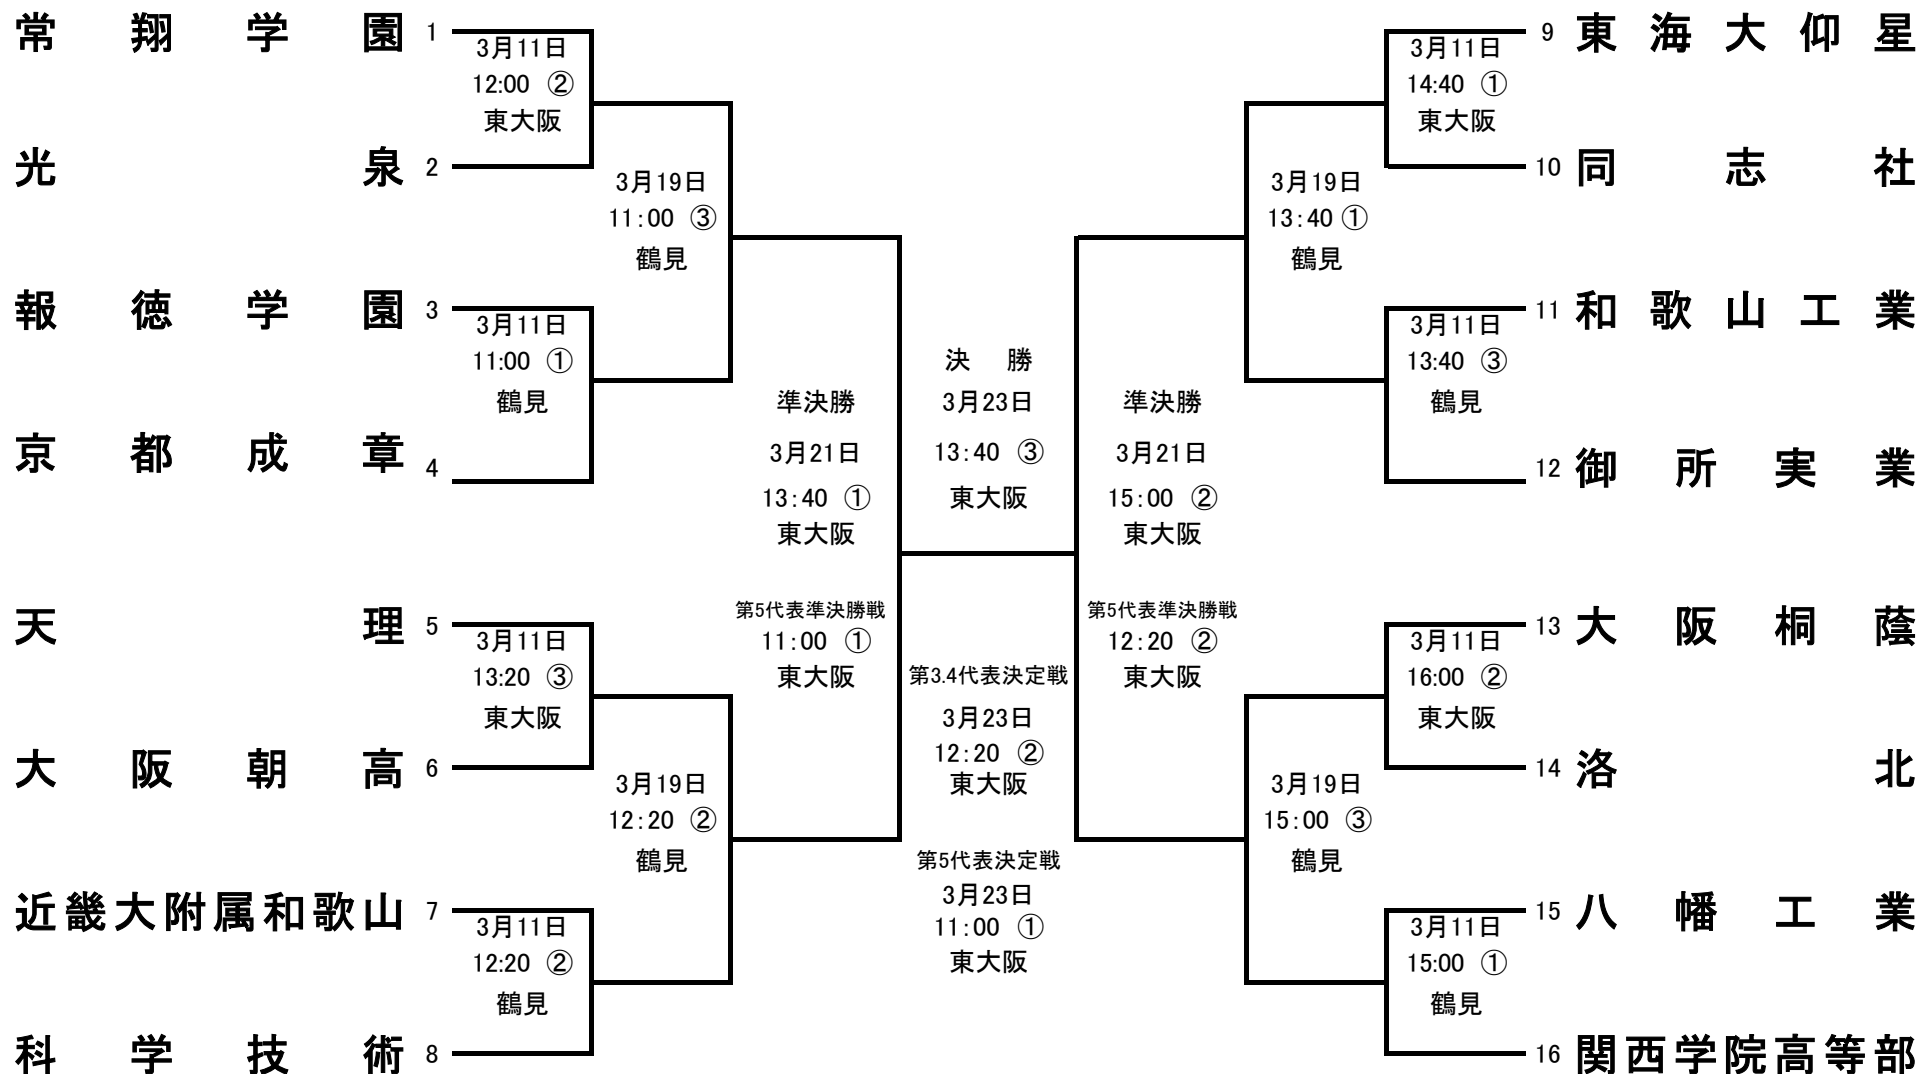 常翔学園 1
3月11日
12:00 ②
東大阪
光泉 2
3月19日
11:00 ③
鶴見
報徳学園 3
3月11日
11:00 ①
鶴見
京都成章 4
準決勝
3月21日
13:40 ①
東大阪
第5代表準決勝戦
11:00 ①
東大阪
天理 5
3月11日
13:20 ③
東大阪
大阪朝高 6
3月19日
12:20 ②
鶴見
近畿大附属和歌山 7
3月11日
12:20 ②
鶴見
科学技術 8
決勝
3月23日
13:40 ③
東大阪
第3.4代表決定戦
3月23日
12:20 ②
東大阪
第5代表決定戦
3月23日
11:00 ①
東大阪
9 東海大仰星
3月11日
14:40 ①
東大阪
10 同志社
3月19日
13:40 ①
鶴見
11 和歌山工業
3月11日
13:40 ③
鶴見
12 御所実業
準決勝
3月21日
15:00 ②
東大阪
第5代表準決勝戦
12:20 ②
東大阪
13 大阪桐蔭
3月11日
16:00 ②
東大阪
14 洛北
3月19日
15:00 ③
鶴見
15 八幡工業
3月11日
15:00 ①
鶴見
16 関西学院高等部